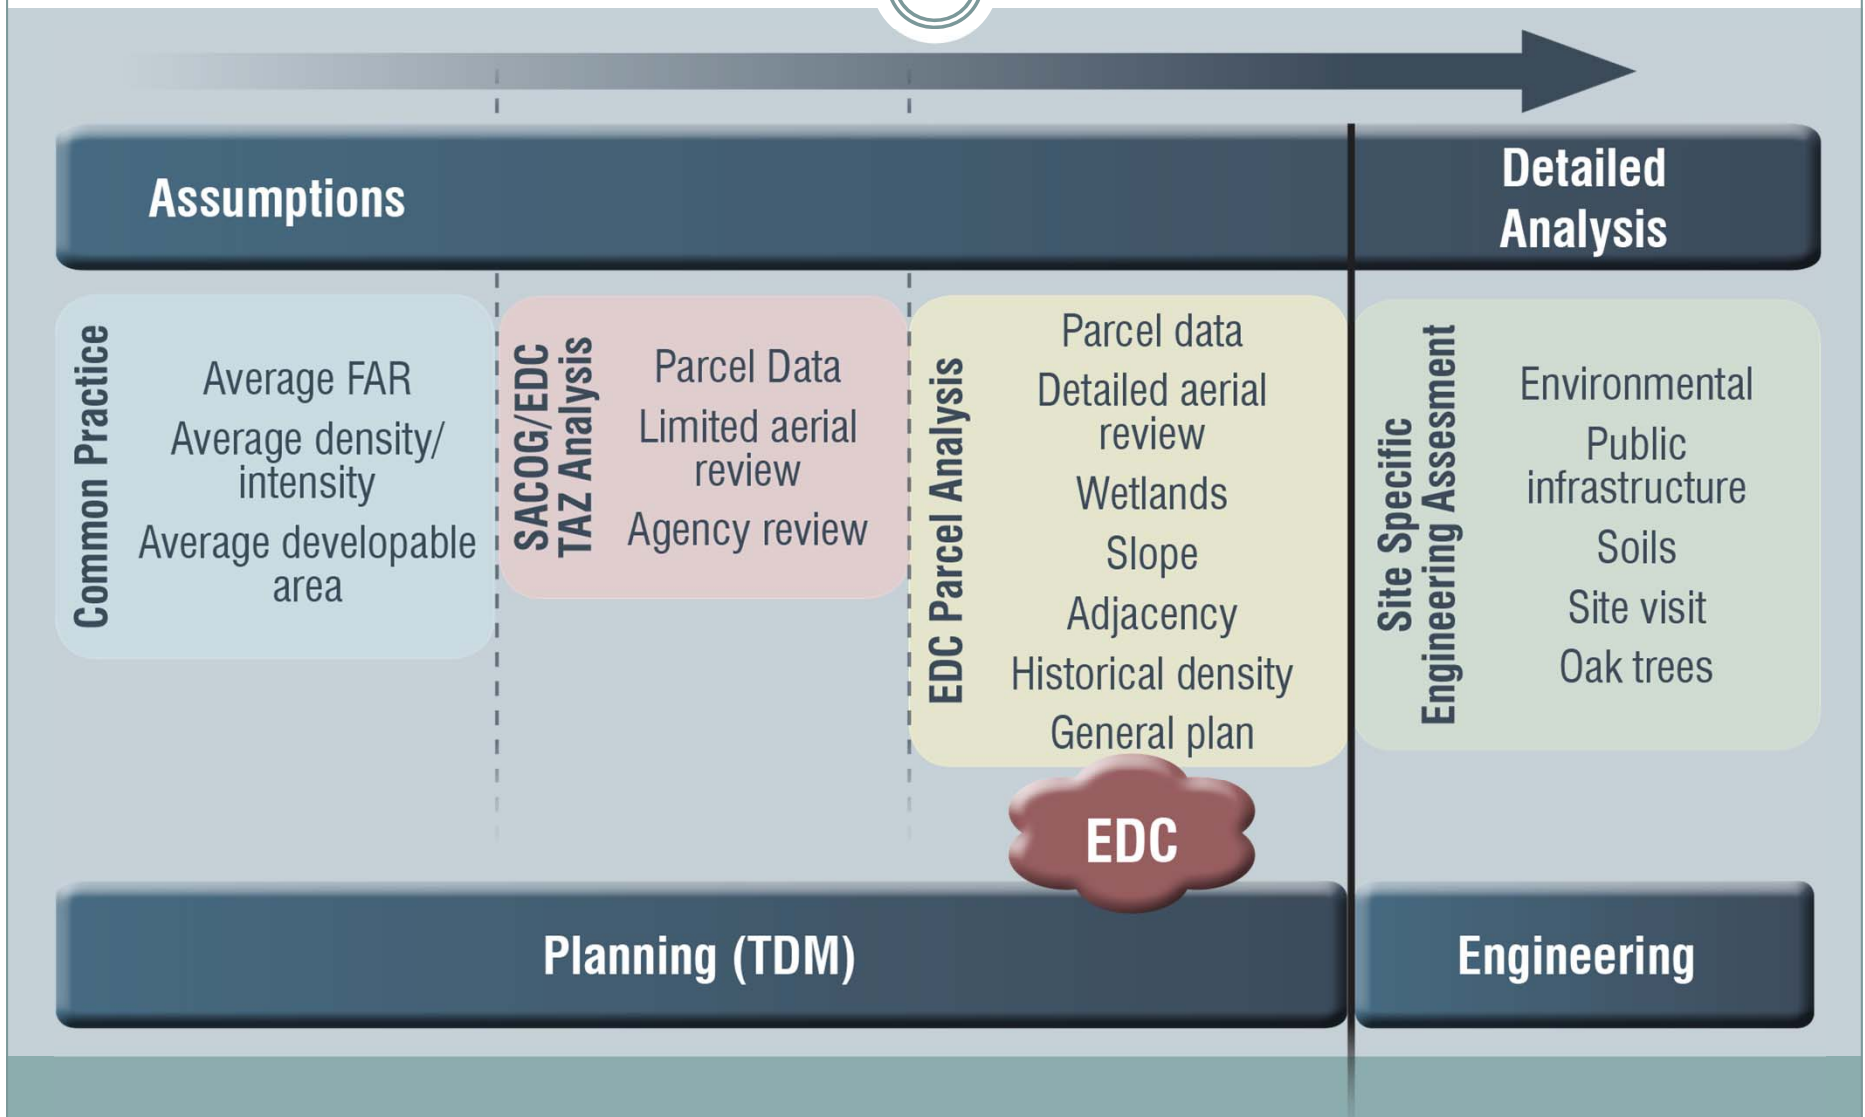 Assumptions
Detailed
Analysis
Common Practice
Average FAR
Average density/
intensity
Average developable
area
SACOG/EDC
TAZ Analysis
Parcel Data
Limited aerial
review
Agency review
EDC Parcel Analysis
Parcel data
Detailed aerial
review
Wetlands
Slope
Adjacency
Historical density
General plan
Site Specific
Engineering Assessment
Environmental
Public
infrastructure
Soils
Site visit
Oak trees
EDC
Planning (TDM)
Engineering